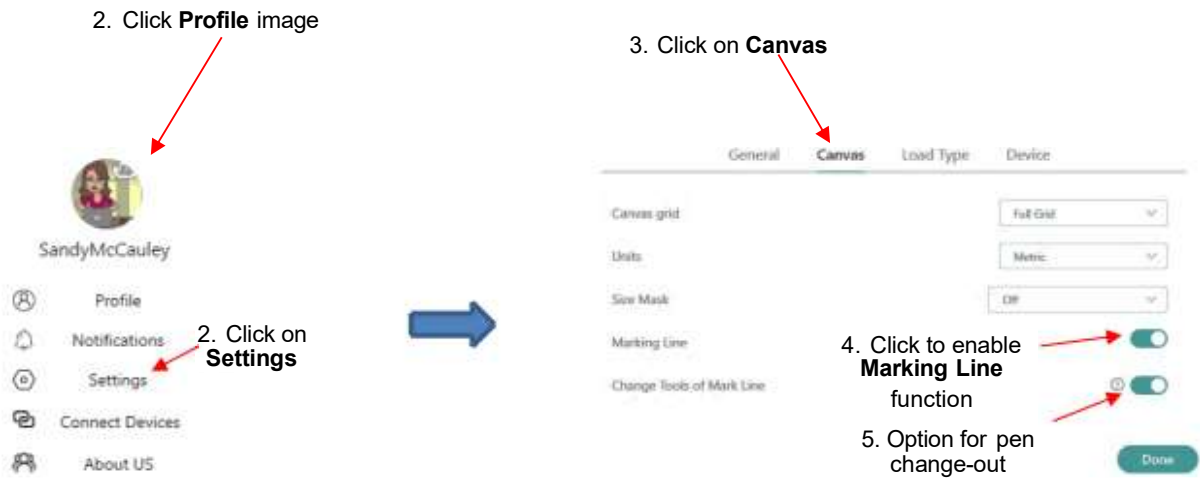 2. Click Profile image
SandyMcCauley
Profile
Notifications
2. Click on
Settings
Settings
Connect Devices
About US
3. Click on Canvas
General Canvas Load Type Device
Canvas grid Full Grid
Units Metric
Size Mask Off
Marking Line
4. Click to enable
Marking Line
function
Change Tools of Mark Line
5. Option for pen
change-out
Done